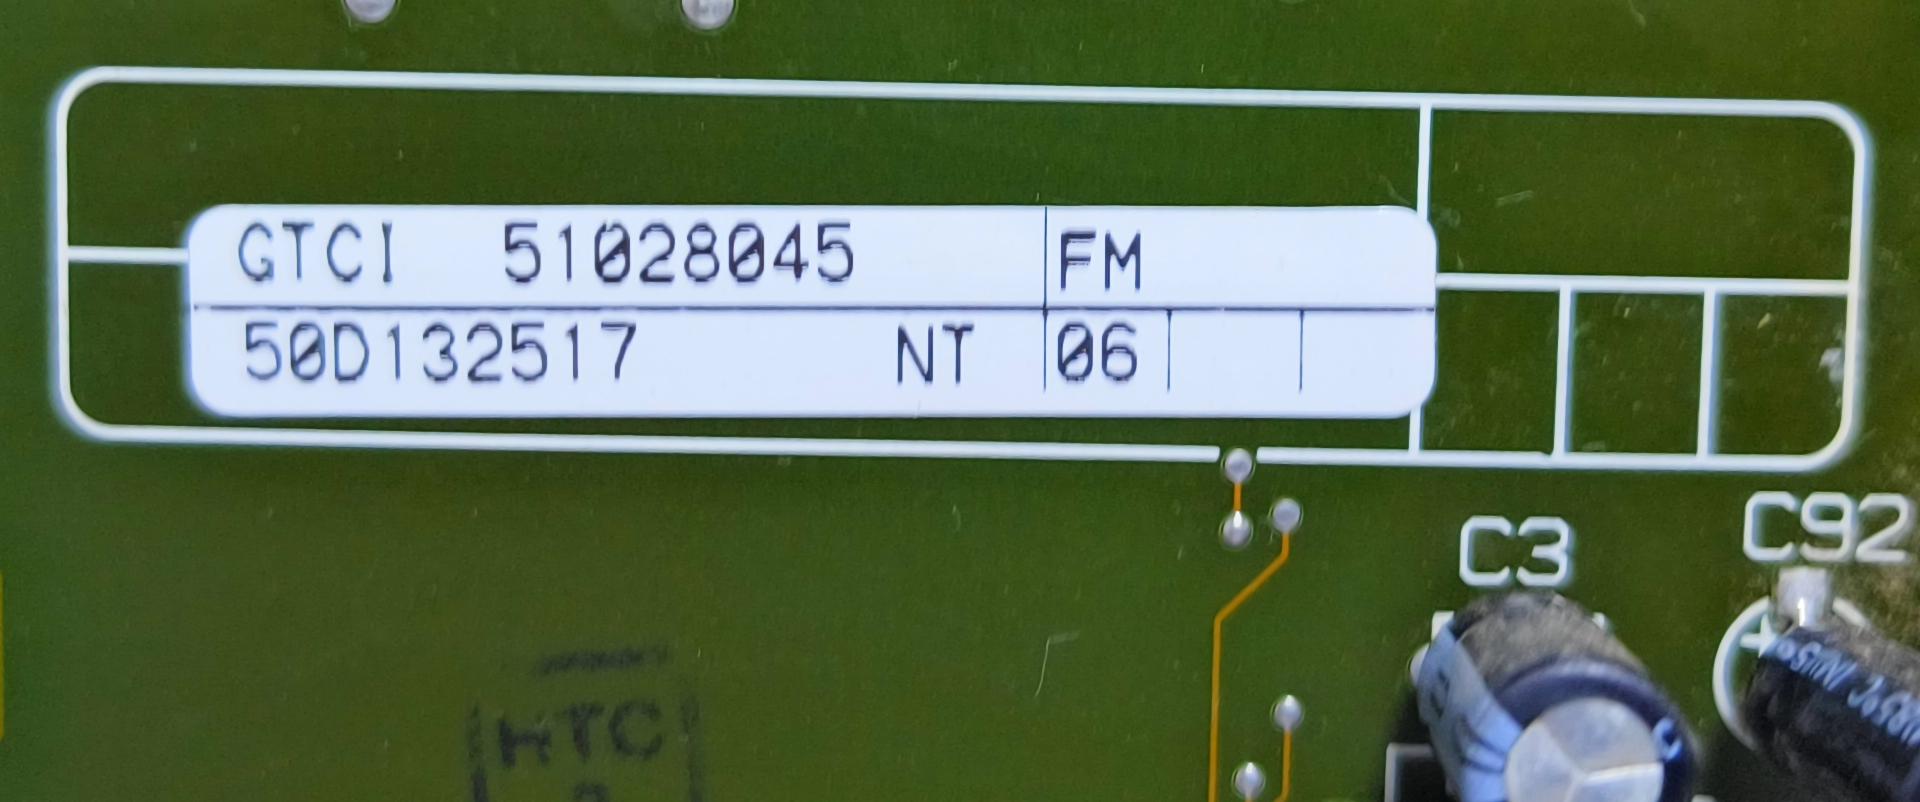 GTCI 51028045 FM
50D132517 NT 06
C3
C92
HTC